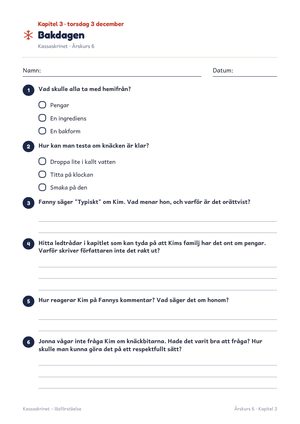 Kapitel 3 · torsdag 3 december
Bakdagen
Kassaskrinet · Årskurs 6
Namn:
Datum:
1 Vad skulle alla ta med hemifrån?
Pengar
En ingrediens
En bakform
2 Hur kan man testa om knäcken är klar?
Droppa lite i kallt vatten
Titta på klockan
Smaka på den
3 Fanny säger "Typiskt" om Kim. Vad menar hon, och varför är det orättvist?
4 Hitta ledtrådar i kapitlet som kan tyda på att Kims familj har det ont om pengar.
Varför skriver författaren inte det rakt ut?
5 Hur reagerar Kim på Fannys kommentar? Vad säger det om honom?
6 Jonna vågar inte fråga Kim om knäckbitarna. Hade det varit bra att fråga? Hur
skulle man kunna göra det på ett respektfullt sätt?
Kassaskrinet – läsförståelse
Årskurs 6 · Kapitel 3